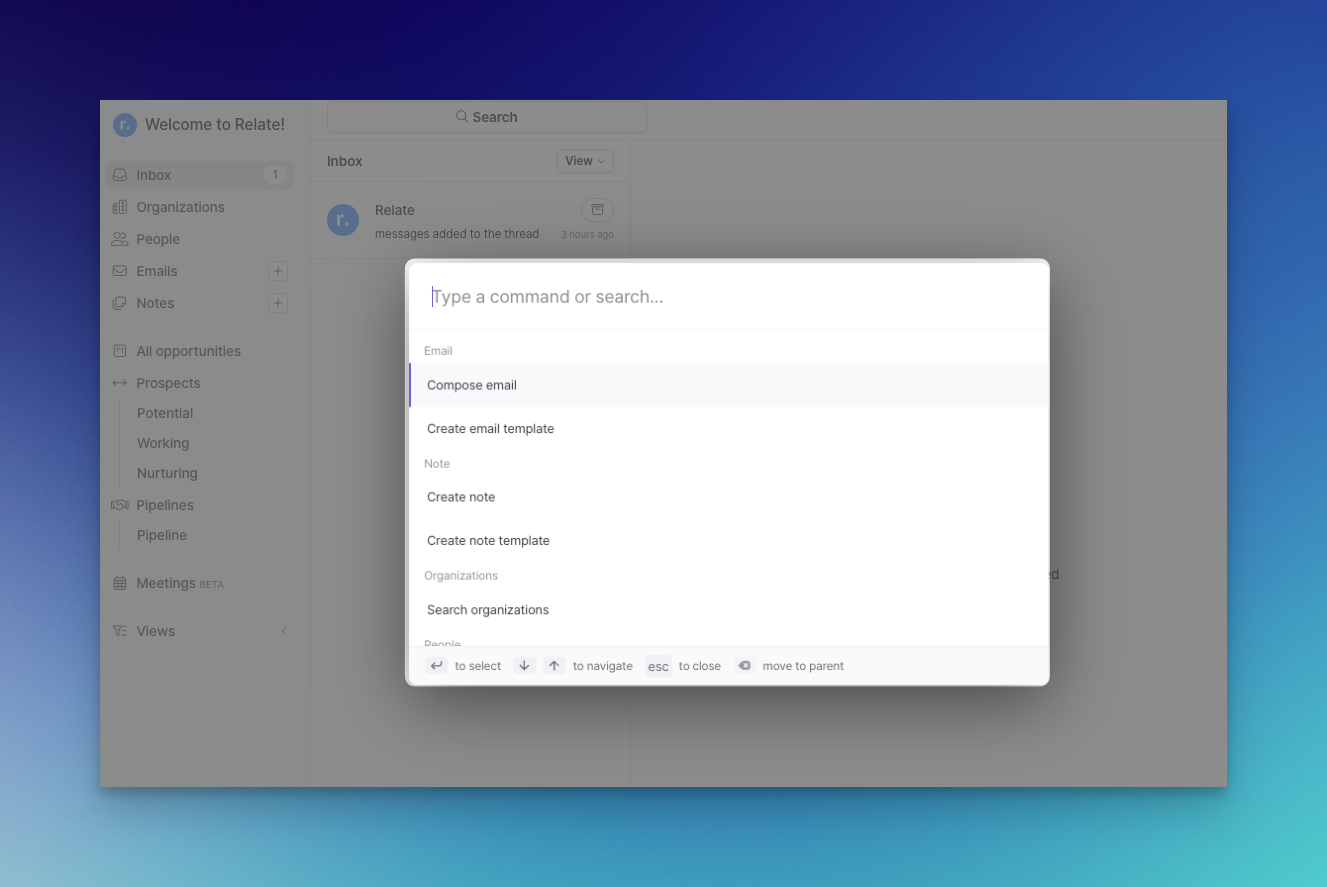 r. Welcome to Relate!
Inbox 1
Organizations
People
Emails
Notes
All opportunities
Prospects
Potential
Working
Nurturing
Pipelines
Pipeline
Meetings BETA
Views
Search
Inbox View
r. Relate
messages added to the thread 3 hours ago
Type a command or search...
Email
Compose email
Create email template
Note
Create note
Create note template
Organizations
Search organizations
People
to select to navigate esc to close move to parent